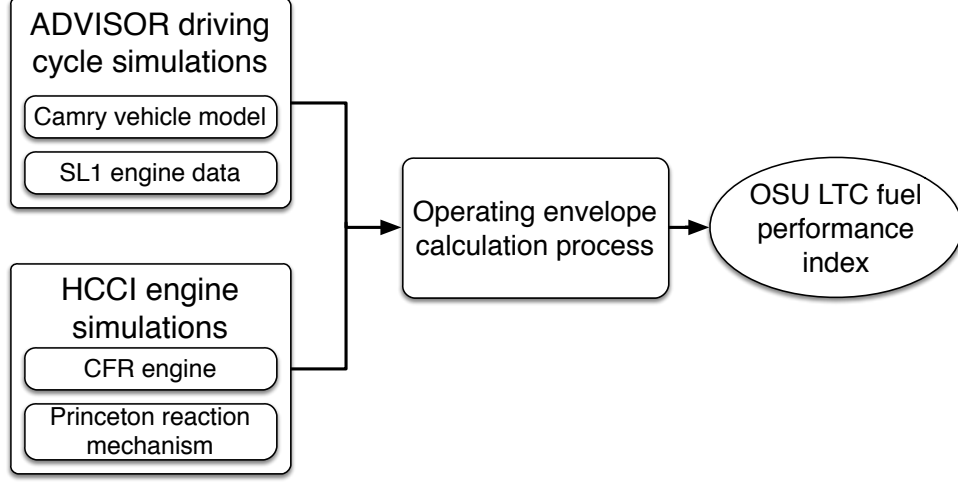 ADVISOR driving
cycle simulations
Camry vehicle model
SL1 engine data
HCCI engine
simulations
CFR engine
Princeton reaction
mechanism
Operating envelope
calculation process
OSU LTC fuel
performance
index